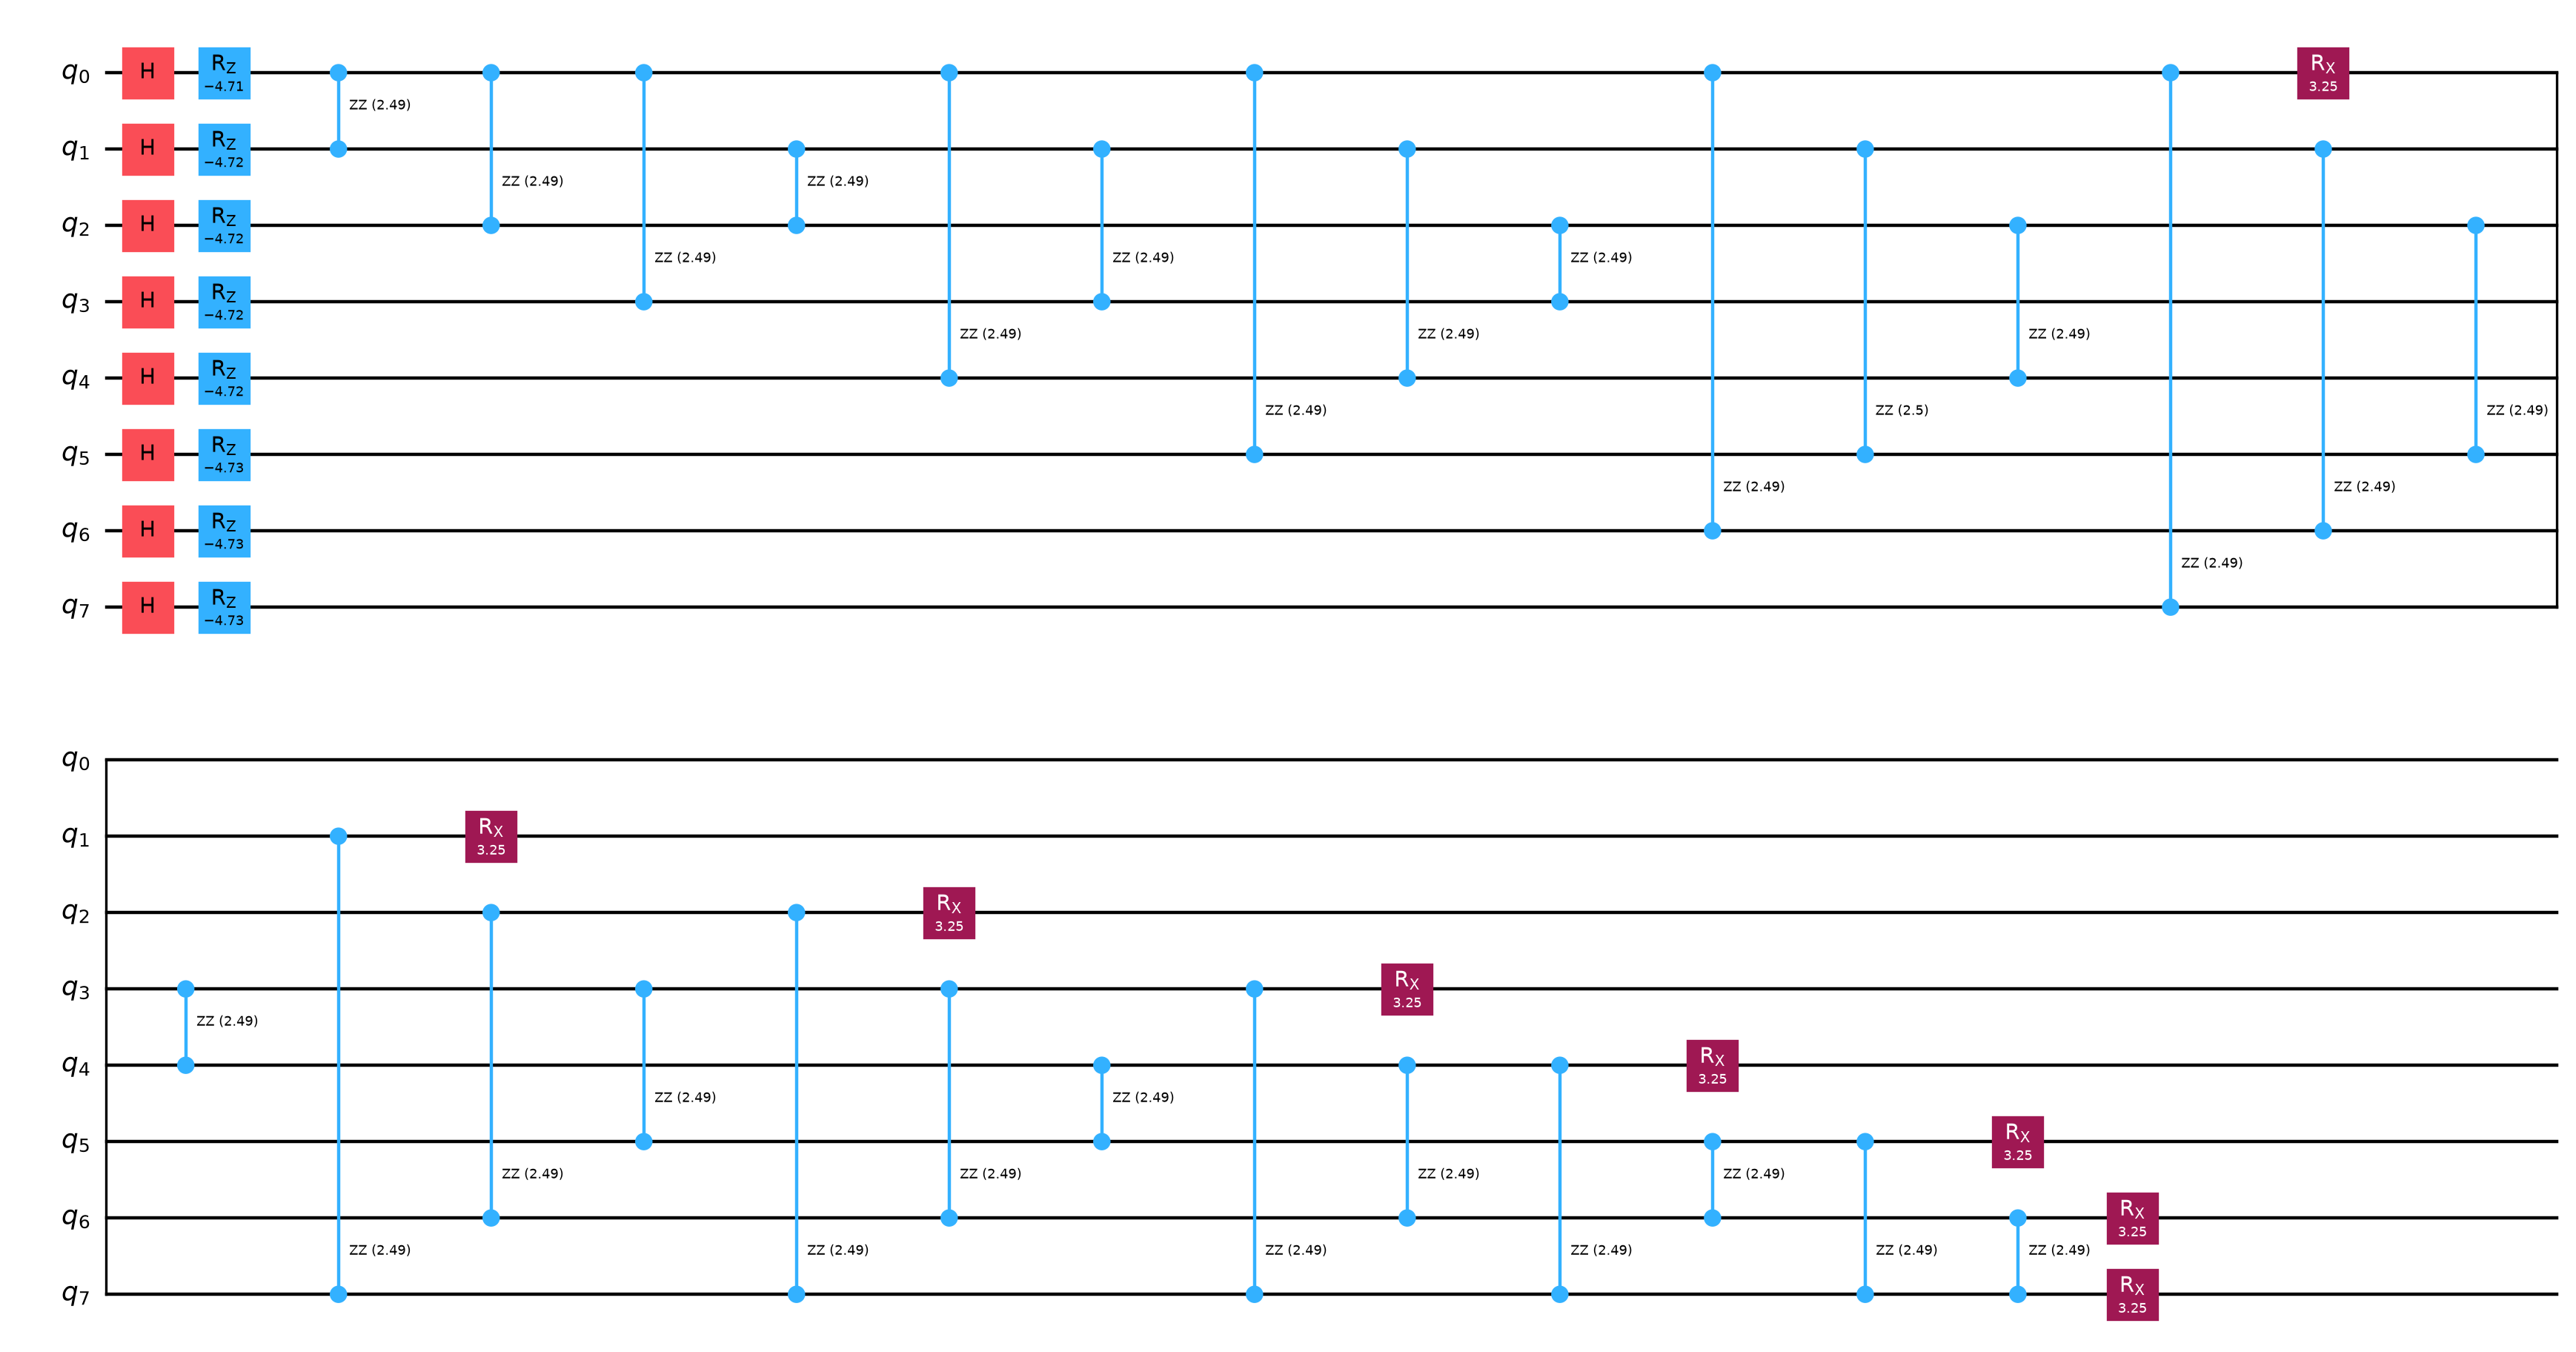 q0 H RZ −4.71 RX 3.25
ZZ (2.49)
q1 H RZ −4.72
ZZ (2.49) ZZ (2.49)
q2 H RZ −4.72
ZZ (2.49) ZZ (2.49) ZZ (2.49)
q3 H RZ −4.72
ZZ (2.49) ZZ (2.49) ZZ (2.49)
q4 H RZ −4.72
ZZ (2.49) ZZ (2.5) ZZ (2.49)
q5 H RZ −4.73
ZZ (2.49) ZZ (2.49)
q6 H RZ −4.73
ZZ (2.49)
q7 H RZ −4.73
q0
q1 RX 3.25
q2 RX 3.25
q3 RX 3.25
ZZ (2.49)
q4 RX 3.25
ZZ (2.49) ZZ (2.49)
q5 RX 3.25
ZZ (2.49) ZZ (2.49) ZZ (2.49) ZZ (2.49)
q6 RX 3.25
ZZ (2.49) ZZ (2.49) ZZ (2.49) ZZ (2.49) ZZ (2.49) ZZ (2.49)
q7 RX 3.25